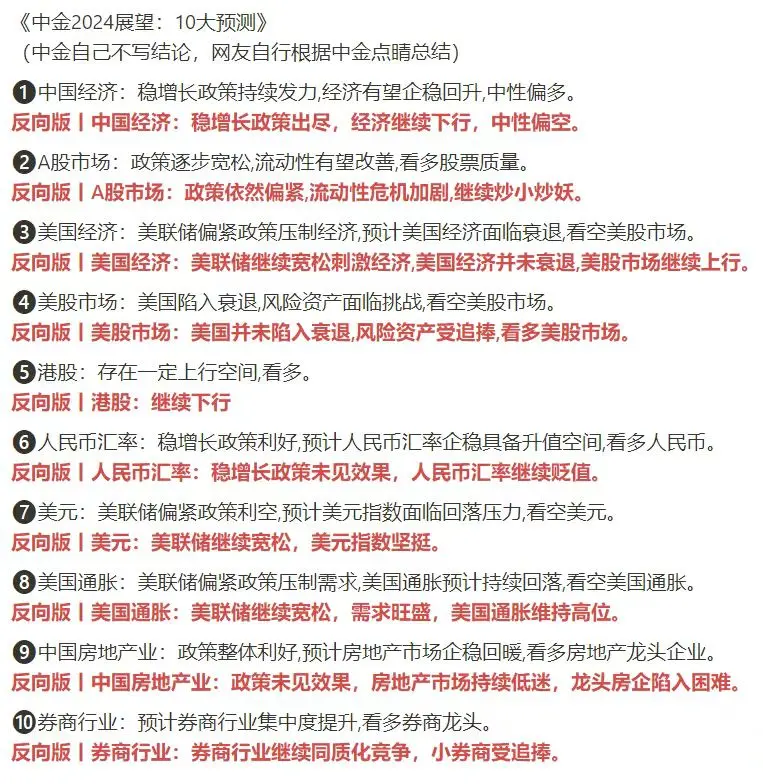 《中金2024展望：10大预测》
（中金自己不写结论，网友自行根据中金点睛总结）
❶中国经济：稳增长政策持续发力,经济有望企稳回升,中性偏多。
反向版丨中国经济：稳增长政策出尽，经济继续下行，中性偏空。
❷A股市场：政策逐步宽松,流动性有望改善,看多股票质量。
反向版丨A股市场：政策依然偏紧,流动性危机加剧,继续炒小炒妖。
❸美国经济：美联储偏紧政策压制经济,预计美国经济面临衰退,看空美股市场。
反向版丨美国经济：美联储继续宽松刺激经济,美国经济并未衰退,美股市场继续上行。
❹美股市场：美国陷入衰退,风险资产面临挑战,看空美股市场。
反向版丨美股市场：美国并未陷入衰退,风险资产受追捧,看多美股市场。
❺港股：存在一定上行空间,看多。
反向版丨港股：继续下行
❻人民币汇率：稳增长政策利好,预计人民币汇率企稳具备升值空间,看多人民币。
反向版丨人民币汇率：稳增长政策未见效果，人民币汇率继续贬值。
❼美元：美联储偏紧政策利空,预计美元指数面临回落压力,看空美元。
反向版丨美元：美联储继续宽松，美元指数坚挺。
❽美国通胀：美联储偏紧政策压制需求,美国通胀预计持续回落,看空美国通胀。
反向版丨美国通胀：美联储继续宽松，需求旺盛，美国通胀维持高位。
❾中国房地产业：政策整体利好,预计房地产市场企稳回暖,看多房地产龙头企业。
反向版丨中国房地产业：政策未见效果，房地产市场持续低迷，龙头房企陷入困难。
❿券商行业：预计券商行业集中度提升,看多券商龙头。
反向版丨券商行业：券商行业继续同质化竞争，小券商受追捧。